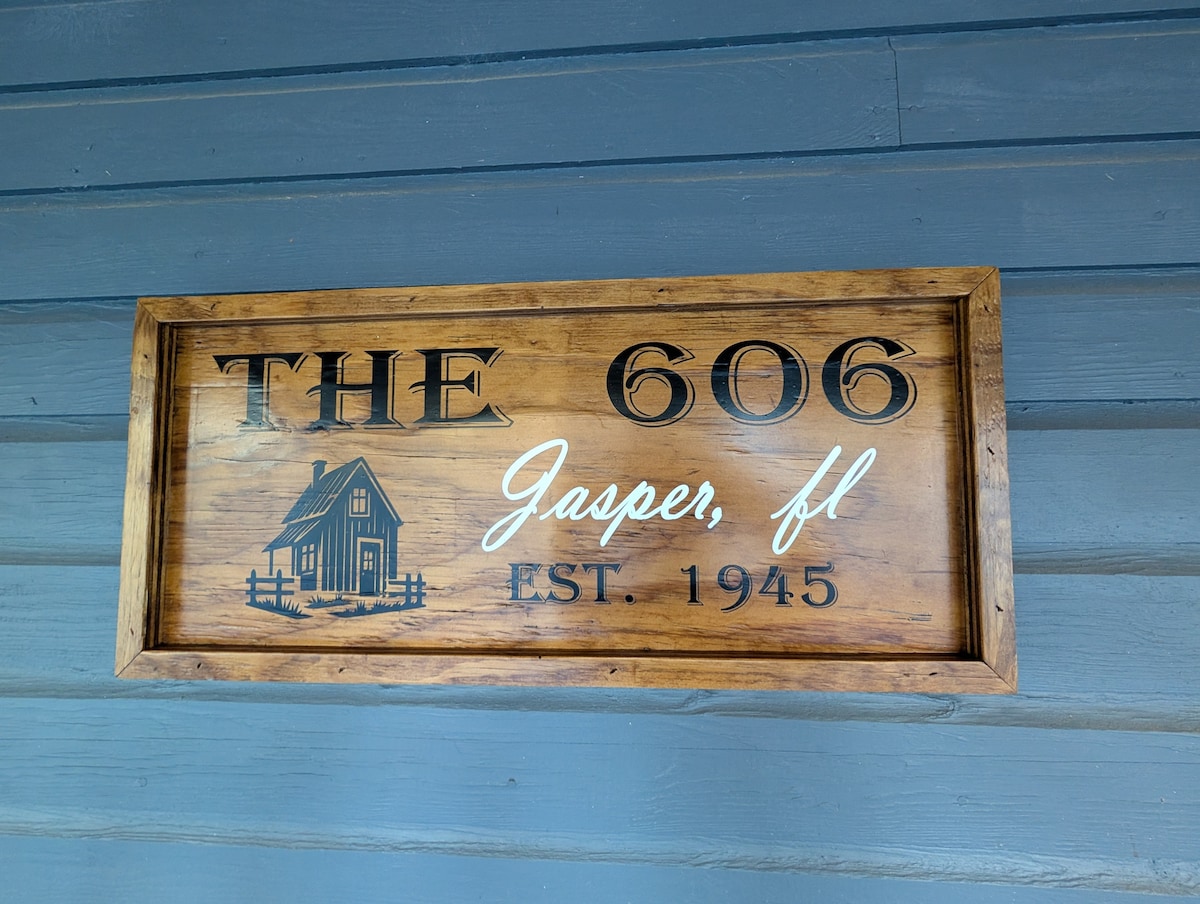 THE 606
Jasper, fl
EST. 1945